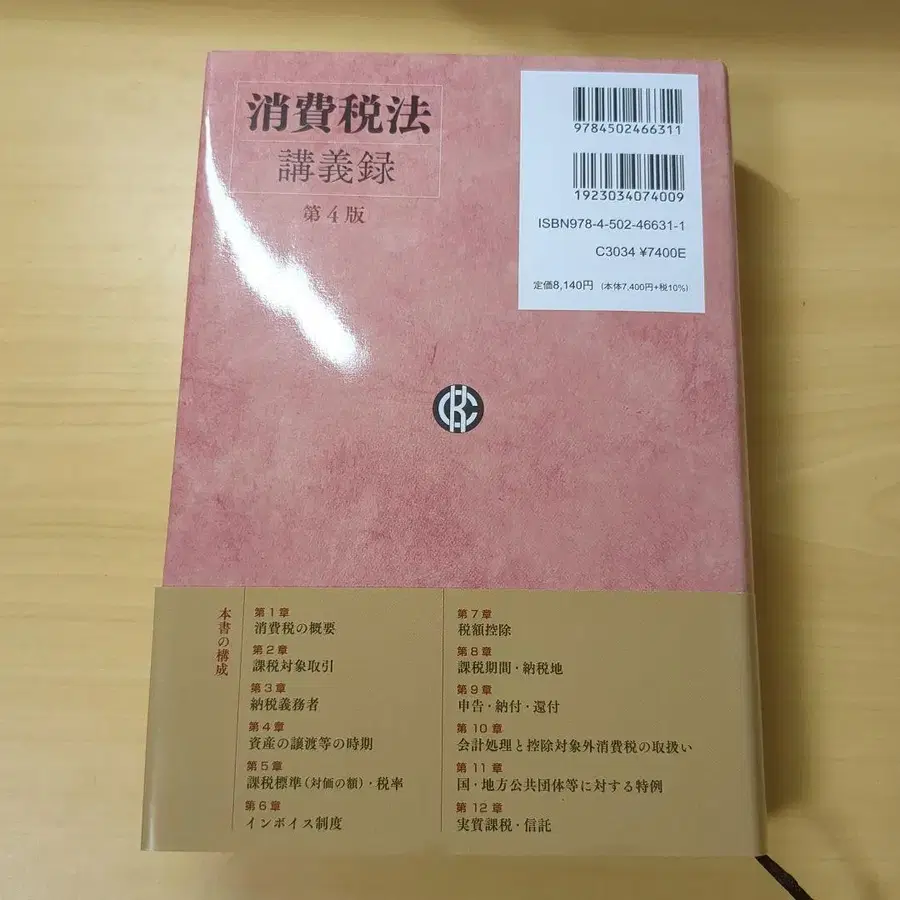 消費税法
講義録
第4版
9784502466311
1923034074009
ISBN978-4-502-46631-1
C3034 ¥7400E
定価8,140円 (本体7,400円+税10%)
本書の構成
第1章
消費税の概要
第2章
課税対象取引
第3章
納税義務者
第4章
資産の譲渡等の時期
第5章
課税標準(対価の額)・税率
第6章
インボイス制度
第7章
税額控除
第8章
課税期間・納税地
第9章
申告・納付・還付
第10章
会計処理と控除対象外消費税の取扱い
第11章
国・地方公共団体等に対する特例
第12章
実質課税・信託